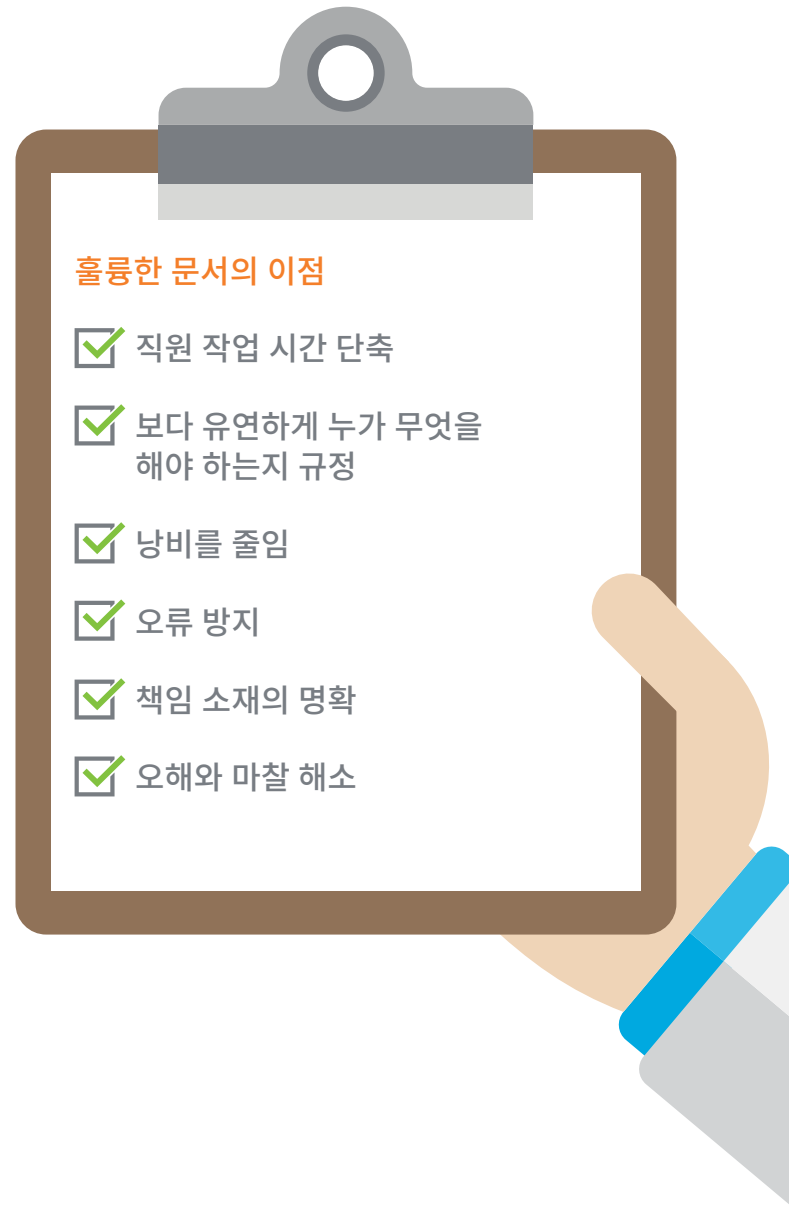 훌륭한 문서의 이점
직원 작업 시간 단축
보다 유연하게 누가 무엇을
해야 하는지 규정
낭비를 줄임
오류 방지
책임 소재의 명확
오해와 마찰 해소